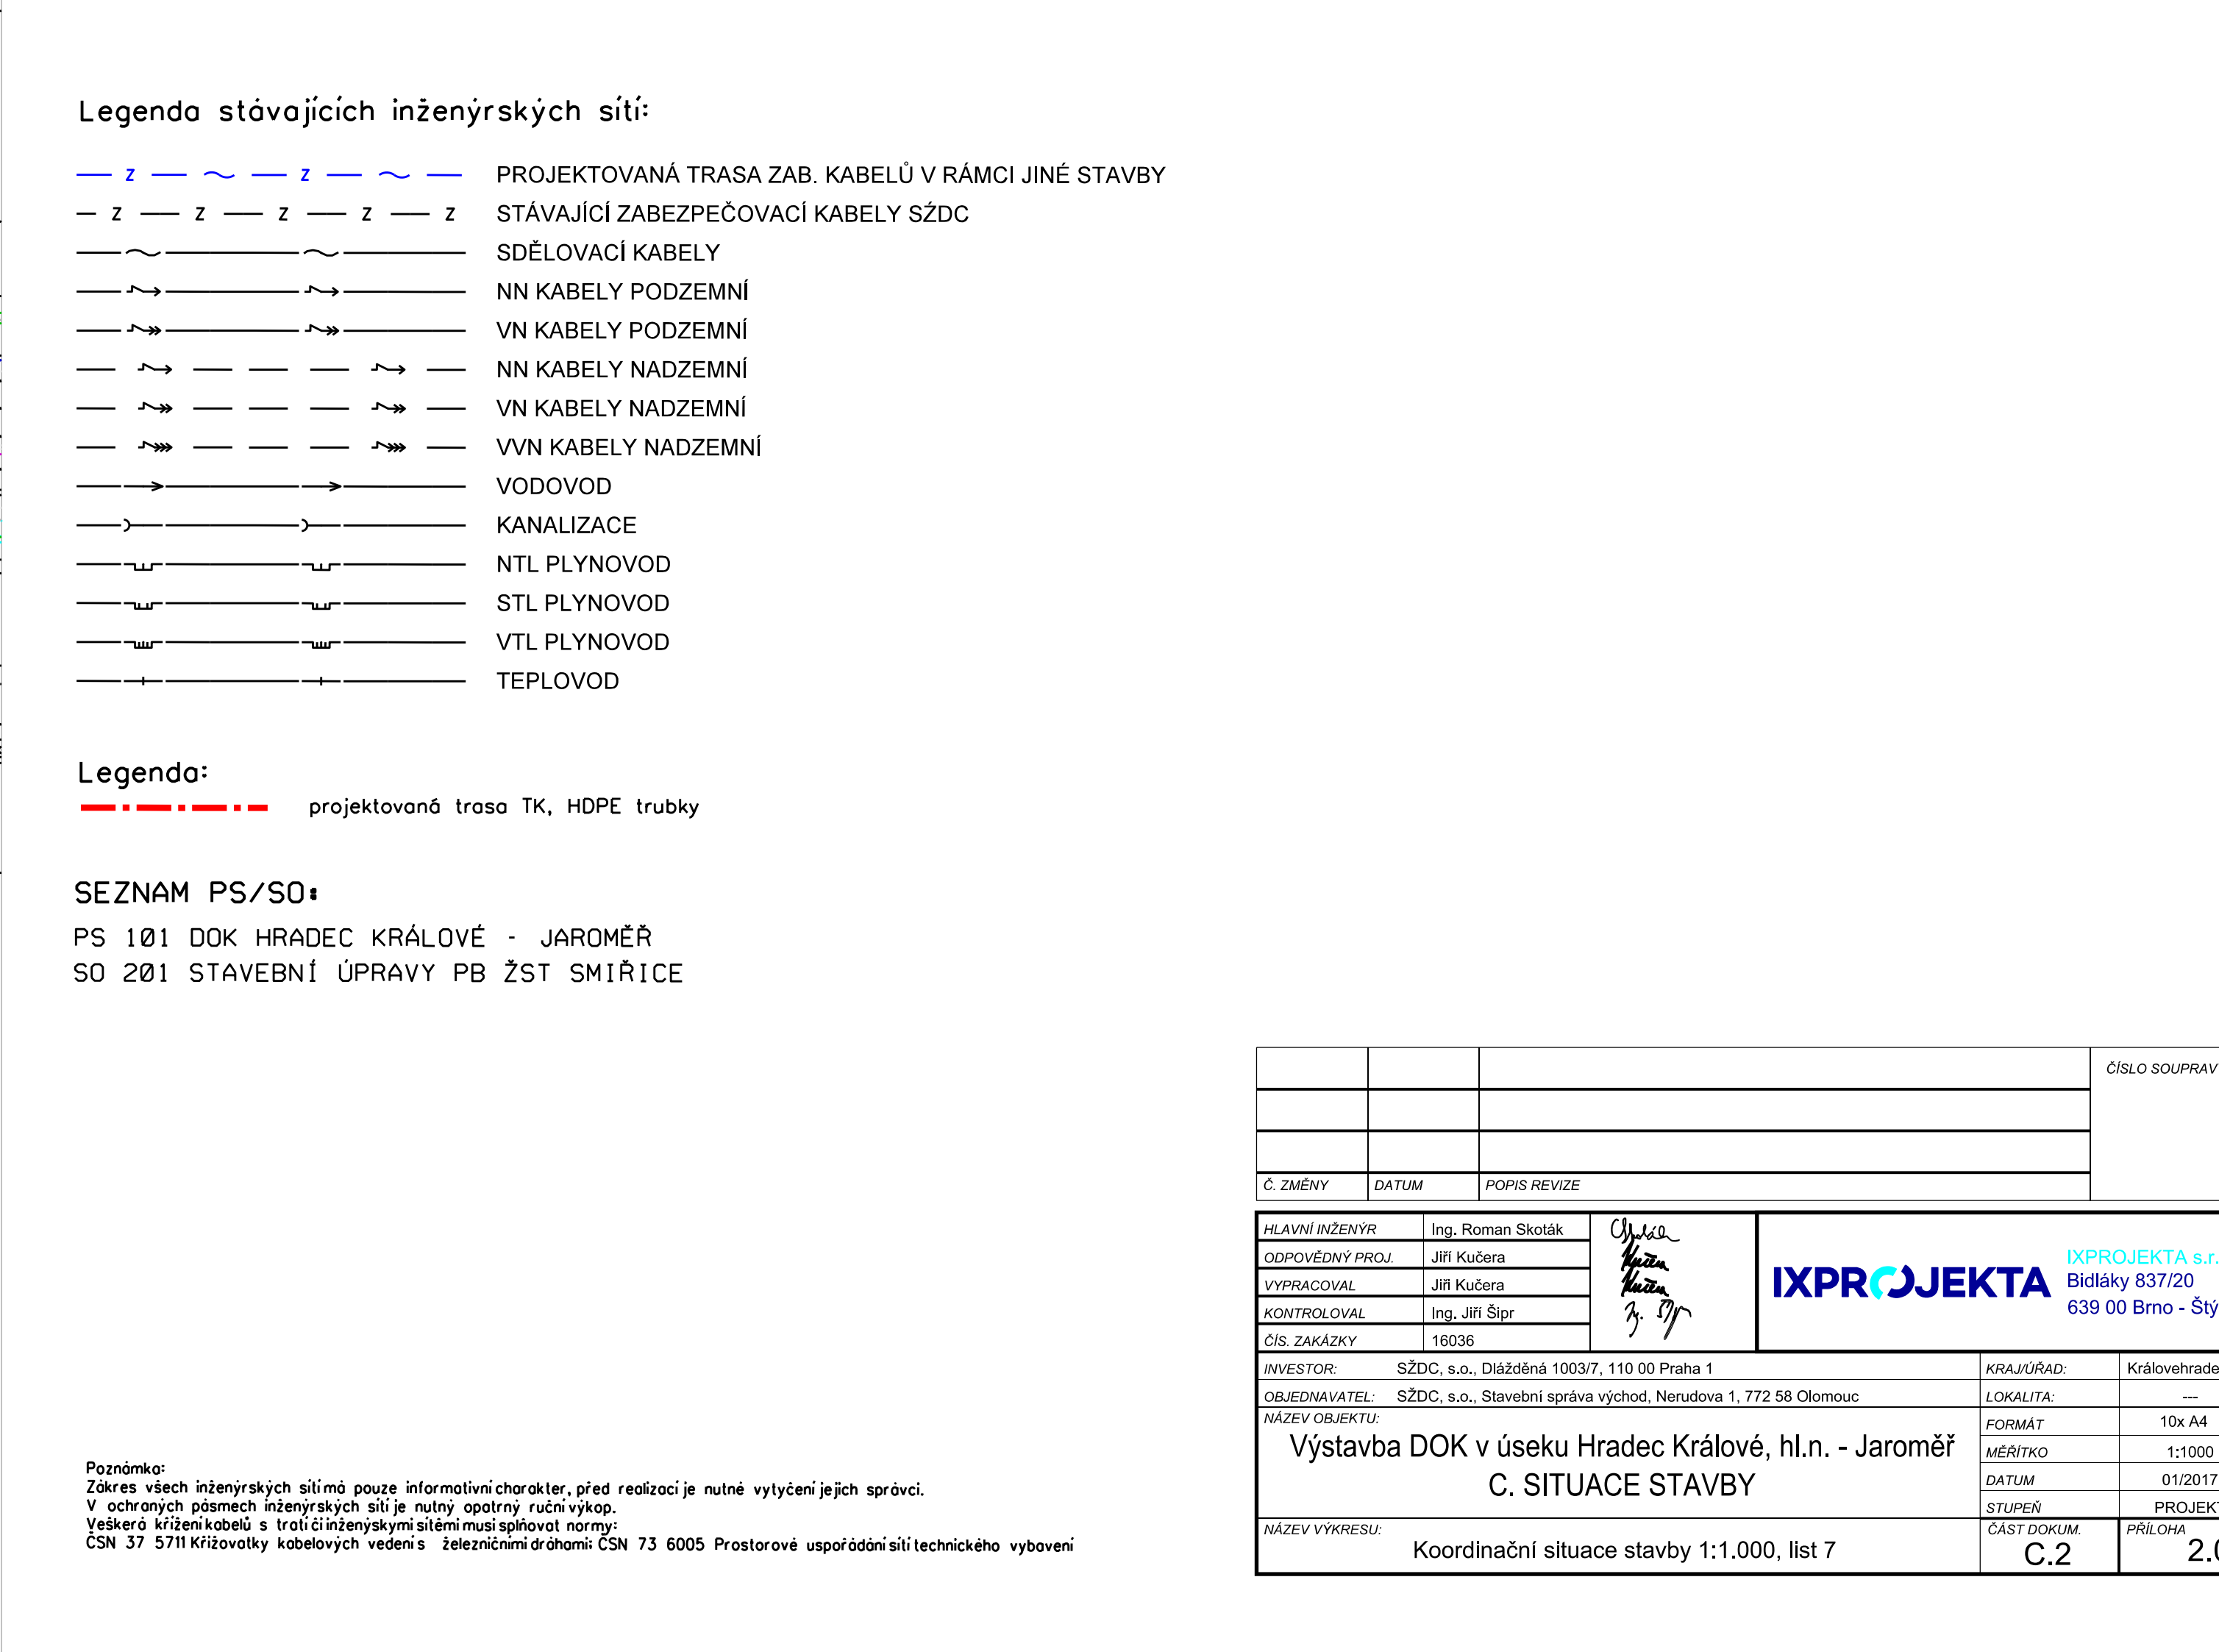 Legenda stávajících inženýrských sítí:
Z Z PROJEKTOVANÁ TRASA ZAB. KABELŮ V RÁMCI JINÉ STAVBY
Z Z Z Z Z STÁVAJÍCÍ ZABEZPEČOVACÍ KABELY SŹDC
SDĚLOVACÍ KABELY
NN KABELY PODZEMNÍ
VN KABELY PODZEMNÍ
NN KABELY NADZEMNÍ
VN KABELY NADZEMNÍ
VVN KABELY NADZEMNÍ
VODOVOD
KANALIZACE
NTL PLYNOVOD
STL PLYNOVOD
VTL PLYNOVOD
TEPLOVOD
Legenda:
projektovaná trasa TK, HDPE trubky
SEZNAM PS/SO:
PS 101 DOK HRADEC KRÁLOVÉ - JAROMĚŘ
SO 201 STAVEBNÍ ÚPRAVY PB ŽST SMIŘICE
Poznámka:
Zákres všech inženýrských sítí má pouze informativní charakter, před realizací je nutné vytyčení jejich správci.
V ochraných pásmech inženýrských sítí je nutný opatrný ruční výkop.
Veškerá křížení kabelů s tratí či inženýskymi sítěmi musí splňovat normy:
ČSN 37 5711 Křižovatky kabelových vedení s železničními dráhami; ČSN 73 6005 Prostorové uspořádání sítí technického vybavení
ČÍSLO SOUPRAV
Č. ZMĚNY DATUM POPIS REVIZE
HLAVNÍ INŽENÝR Ing. Roman Skoták
ODPOVĚDNÝ PROJ. Jiří Kučera
VYPRACOVAL Jiří Kučera
KONTROLOVAL Ing. Jiří Šipr
ČÍS. ZAKÁZKY 16036
IXPROJEKTA
IXPROJEKTA s.r.
Bidláky 837/20
639 00 Brno - Štý
INVESTOR: SŽDC, s.o., Dlážděná 1003/7, 110 00 Praha 1
OBJEDNAVATEL: SŽDC, s.o., Stavební správa východ, Nerudova 1, 772 58 Olomouc
NÁZEV OBJEKTU:
Výstavba DOK v úseku Hradec Králové, hl.n. - Jaroměř
C. SITUACE STAVBY
NÁZEV VÝKRESU:
Koordinační situace stavby 1:1.000, list 7
KRAJ/ÚŘAD: Královehrade
LOKALITA: ---
FORMÁT 10x A4
MĚŘÍTKO 1:1000
DATUM 01/2017
STUPEŇ PROJEKT
ČÁST DOKUM. PŘÍLOHA
C.2 2.